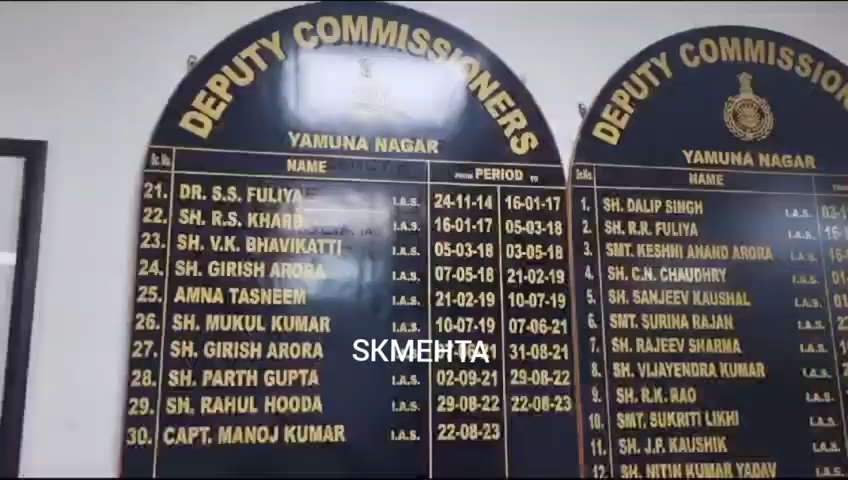 DEPUTY COMMISSIONERS
YAMUNA NAGAR
Sr.No. NAME FROM PERIOD TO
21. DR. S.S. FULIYA I.A.S. 24-11-14 16-01-17
22. SH. R.S. KHARB I.A.S. 16-01-17 05-03-18
23. SH. V.K. BHAVIKATTI I.A.S. 05-03-18 03-05-18
24. SH. GIRISH ARORA I.A.S. 07-05-18 21-02-19
25. AMNA TASNEEM I.A.S. 21-02-19 10-07-19
26. SH. MUKUL KUMAR I.A.S. 10-07-19 07-06-21
27. SH. GIRISH ARORA 31-08-21
28. SH. PARTH GUPTA I.A.S. 02-09-21 29-08-22
29. SH. RAHUL HOODA I.A.S. 29-08-22 22-08-23
30. CAPT. MANOJ KUMAR I.A.S. 22-08-23
SKMEHTA
DEPUTY COMMISSION
YAMUNA NAGAR
Sr.No. NAME
1. SH. DALIP SINGH I.A.S.
2. SH. R.R. FULIYA I.A.S.
3. SMT. KESHNI ANAND ARORA I.A.S.
4. SH. C.N. CHAUDHRY I.A.S.
5. SH. SANJEEV KAUSHAL I.A.S.
6. SMT. SURINA RAJAN I.A.S.
7. SH. RAJEEV SHARMA I.A.S.
8. SH. VIJAYENDRA KUMAR I.A.S.
9. SH. R.K. RAO I.A.S.
10. SMT. SUKRITI LIKHI I.A.S.
11. SH. J.P. KAUSHIK I.A.S.
12. SH. NITIN KUMAR YADAV I.A.S.